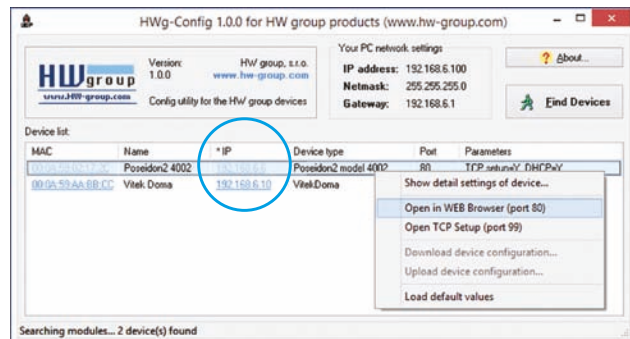 HWg-Config 1.0.0 for HW group products (www.hw-group.com)
HWgroup
www.HW-group.com
Version: HW group, s.r.o.
1.0.0 www.hw-group.com
Config utility for the HW group devices
Your PC network settings
IP address: 192.168.6.100
Netmask: 255.255.255.0
Gateway: 192.168.6.1
? About...
Find Devices
Device list:
MAC Name * IP Device type Port Parameters
Poseidon2 4002 Poseidon2 model 4002 80 TCP setup=Y, DHCP=Y
00:0A:59:AA:BB:CC Vitek Doma 192.168.6.10 VitekDoma
Show detail settings of device...
Open in WEB Browser (port 80)
Open TCP Setup (port 99)
Download device configuration...
Upload device configuration...
Load default values
Searching modules... 2 device(s) found